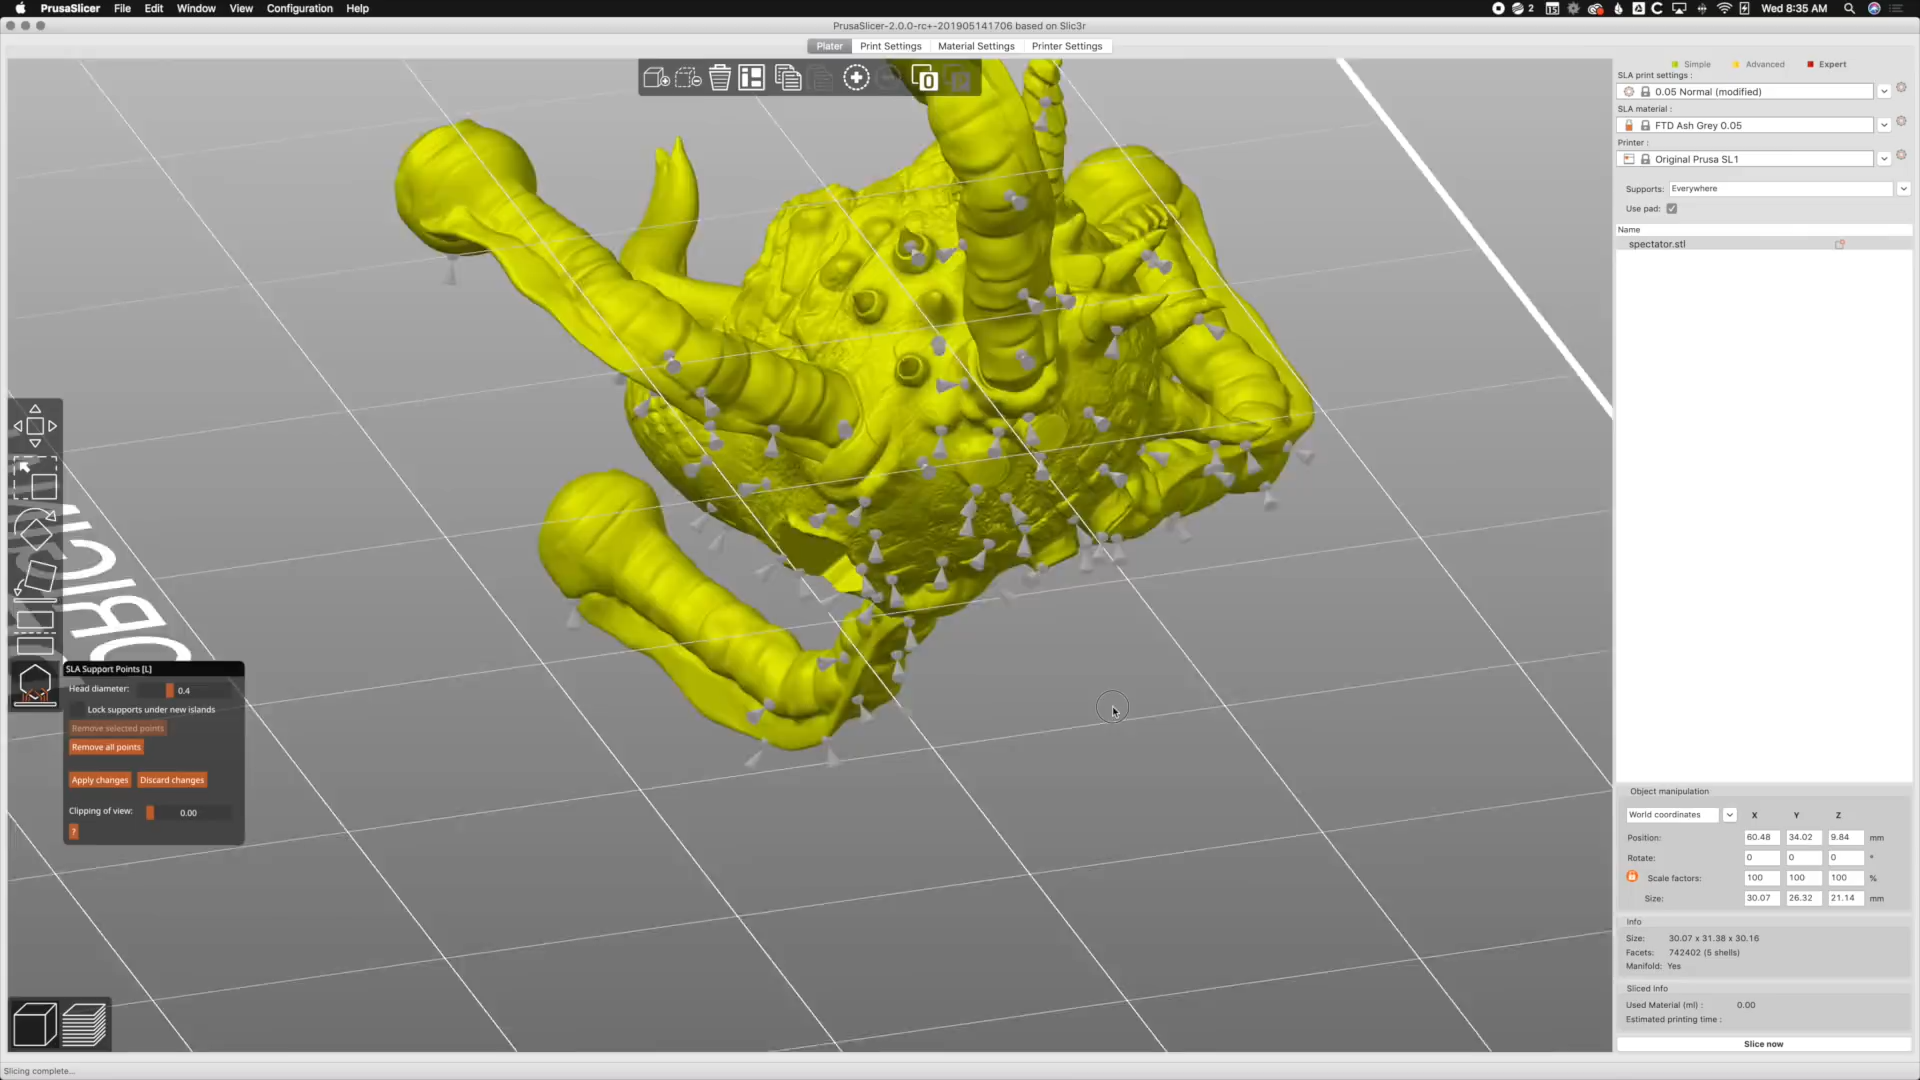 PrusaSlicer File Edit Window View Configuration Help
2
Wed 8:35 AM
PrusaSlicer-2.0.0-rc+-201905141706 based on Slic3r
Plater Print Settings Material Settings Printer Settings
Simple Advanced Expert
SLA print settings :
0.05 Normal (modified)
SLA material :
FTD Ash Grey 0.05
Printer :
Original Prusa SL1
Supports: Everywhere
Use pad:
Name
spectator.stl
SLA Support Points [L]
Head diameter: 0.4
Lock supports under new islands
Remove selected points
Remove all points
Apply changes Discard changes
Clipping of view: 0.00
?
Object manipulation
World coordinates X Y Z
Position: 60.48 34.02 9.84 mm
Rotate: 0 0 0 °
Scale factors: 100 100 100 %
Size: 30.07 26.32 21.14 mm
Info
Size: 30.07 x 31.38 x 30.16
Facets: 742402 (5 shells)
Manifold: Yes
Sliced Info
Used Material (ml) : 0.00
Estimated printing time :
Slice now
Slicing complete...